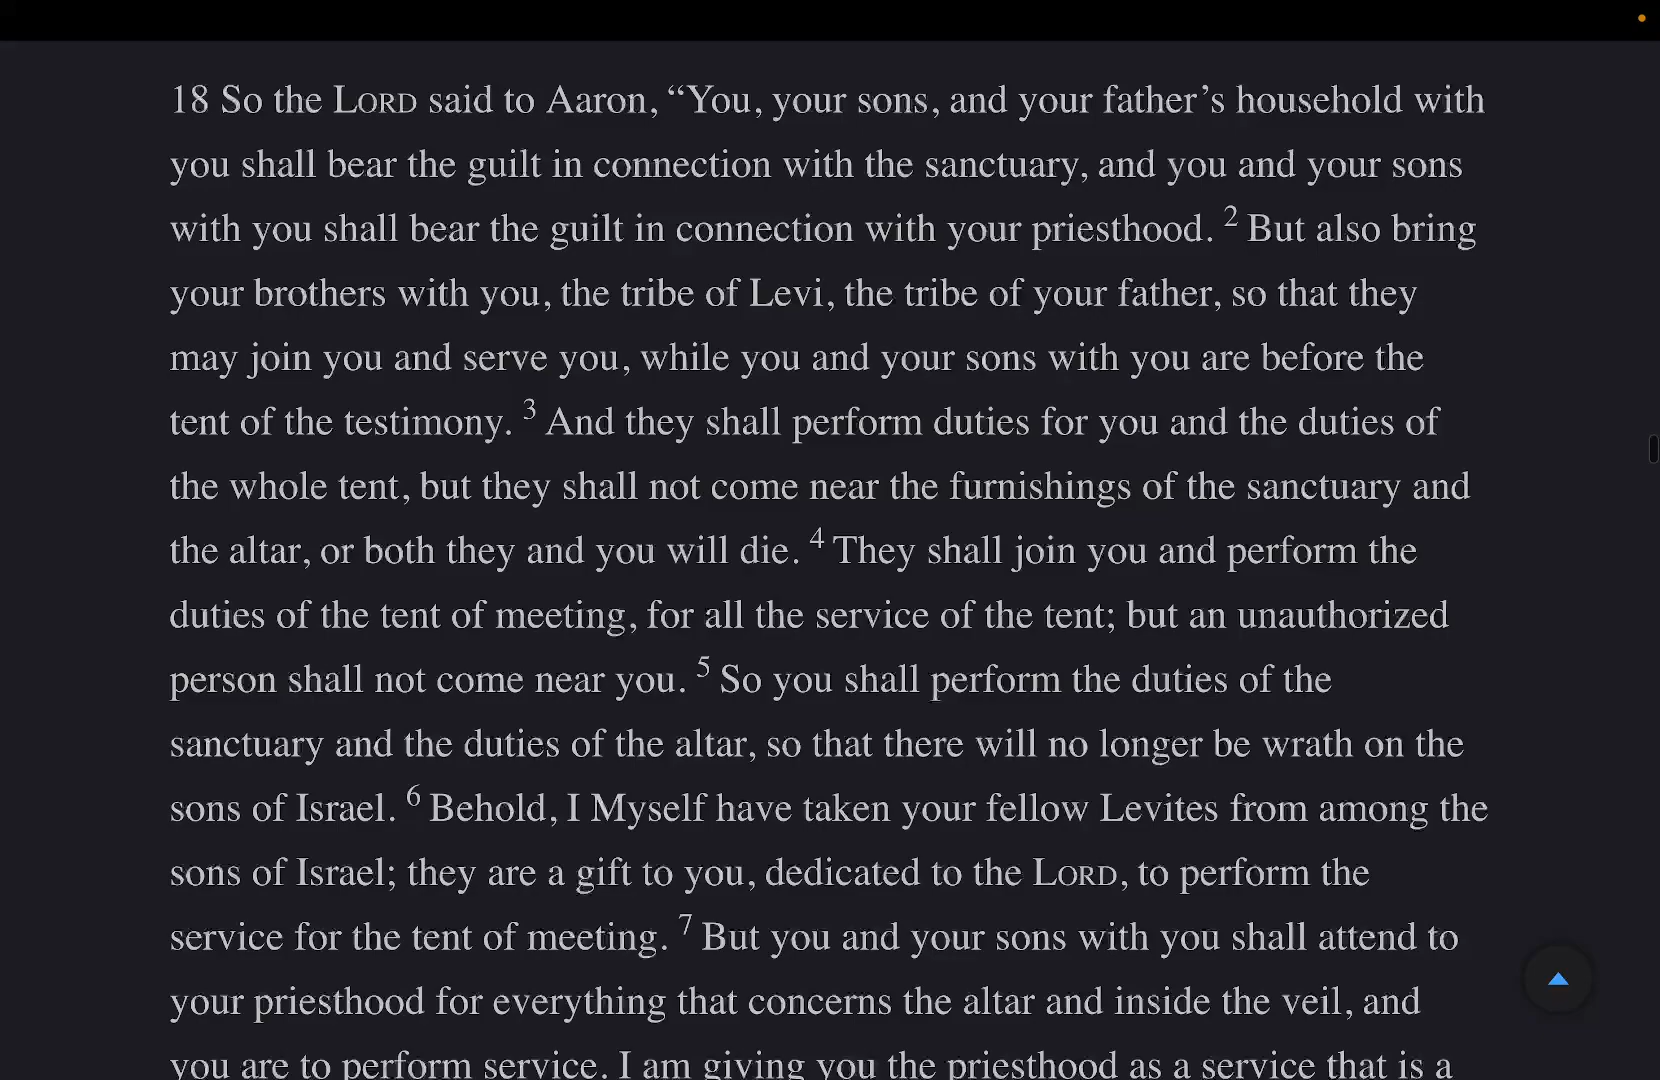 18 So the LORD said to Aaron, “You, your sons, and your father’s household with
you shall bear the guilt in connection with the sanctuary, and you and your sons
with you shall bear the guilt in connection with your priesthood. 2 But also bring
your brothers with you, the tribe of Levi, the tribe of your father, so that they
may join you and serve you, while you and your sons with you are before the
tent of the testimony. 3 And they shall perform duties for you and the duties of
the whole tent, but they shall not come near the furnishings of the sanctuary and
the altar, or both they and you will die. 4 They shall join you and perform the
duties of the tent of meeting, for all the service of the tent; but an unauthorized
person shall not come near you. 5 So you shall perform the duties of the
sanctuary and the duties of the altar, so that there will no longer be wrath on the
sons of Israel. 6 Behold, I Myself have taken your fellow Levites from among the
sons of Israel; they are a gift to you, dedicated to the LORD, to perform the
service for the tent of meeting. 7 But you and your sons with you shall attend to
your priesthood for everything that concerns the altar and inside the veil, and
you are to perform service. I am giving you the priesthood as a service that is a